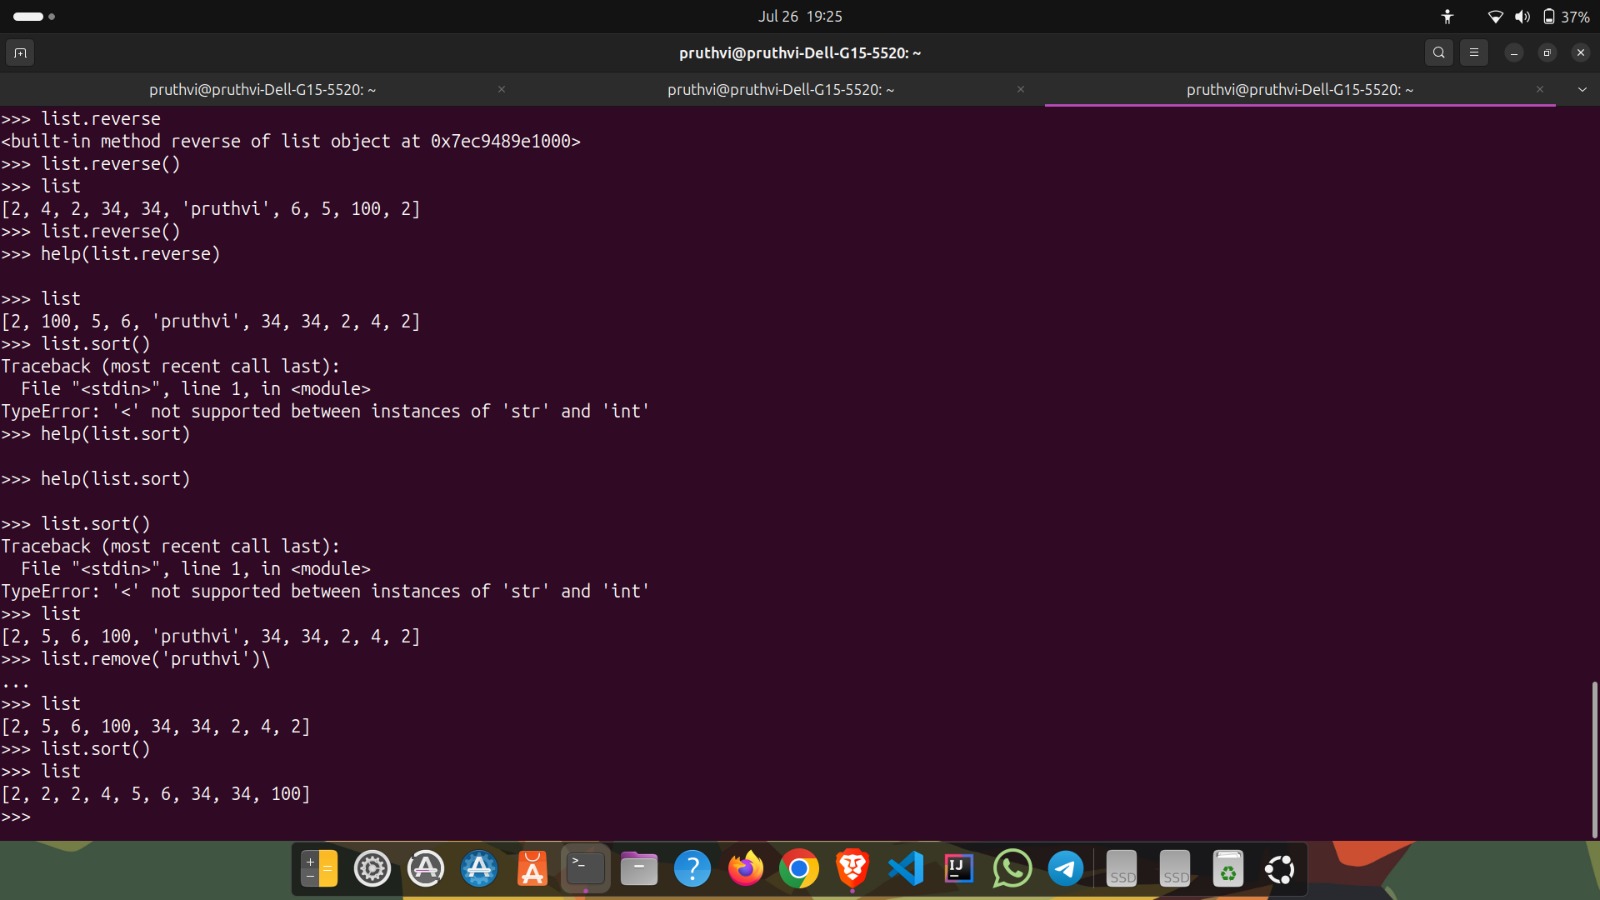 Jul 26 19:25
37%
pruthvi@pruthvi-Dell-G15-5520: ~
pruthvi@pruthvi-Dell-G15-5520: ~
pruthvi@pruthvi-Dell-G15-5520: ~
pruthvi@pruthvi-Dell-G15-5520: ~
>>> list.reverse
<built-in method reverse of list object at 0x7ec9489e1000>
>>> list.reverse()
>>> list
[2, 4, 2, 34, 34, 'pruthvi', 6, 5, 100, 2]
>>> list.reverse()
>>> help(list.reverse)
>>> list
[2, 100, 5, 6, 'pruthvi', 34, 34, 2, 4, 2]
>>> list.sort()
Traceback (most recent call last):
  File "<stdin>", line 1, in <module>
TypeError: '<' not supported between instances of 'str' and 'int'
>>> help(list.sort)
>>> help(list.sort)
>>> list.sort()
Traceback (most recent call last):
  File "<stdin>", line 1, in <module>
TypeError: '<' not supported between instances of 'str' and 'int'
>>> list
[2, 5, 6, 100, 'pruthvi', 34, 34, 2, 4, 2]
>>> list.remove('pruthvi')\
...
>>> list
[2, 5, 6, 100, 34, 34, 2, 4, 2]
>>> list.sort()
>>> list
[2, 2, 2, 4, 5, 6, 34, 34, 100]
>>>
>_
?
IJ
SSD
SSD